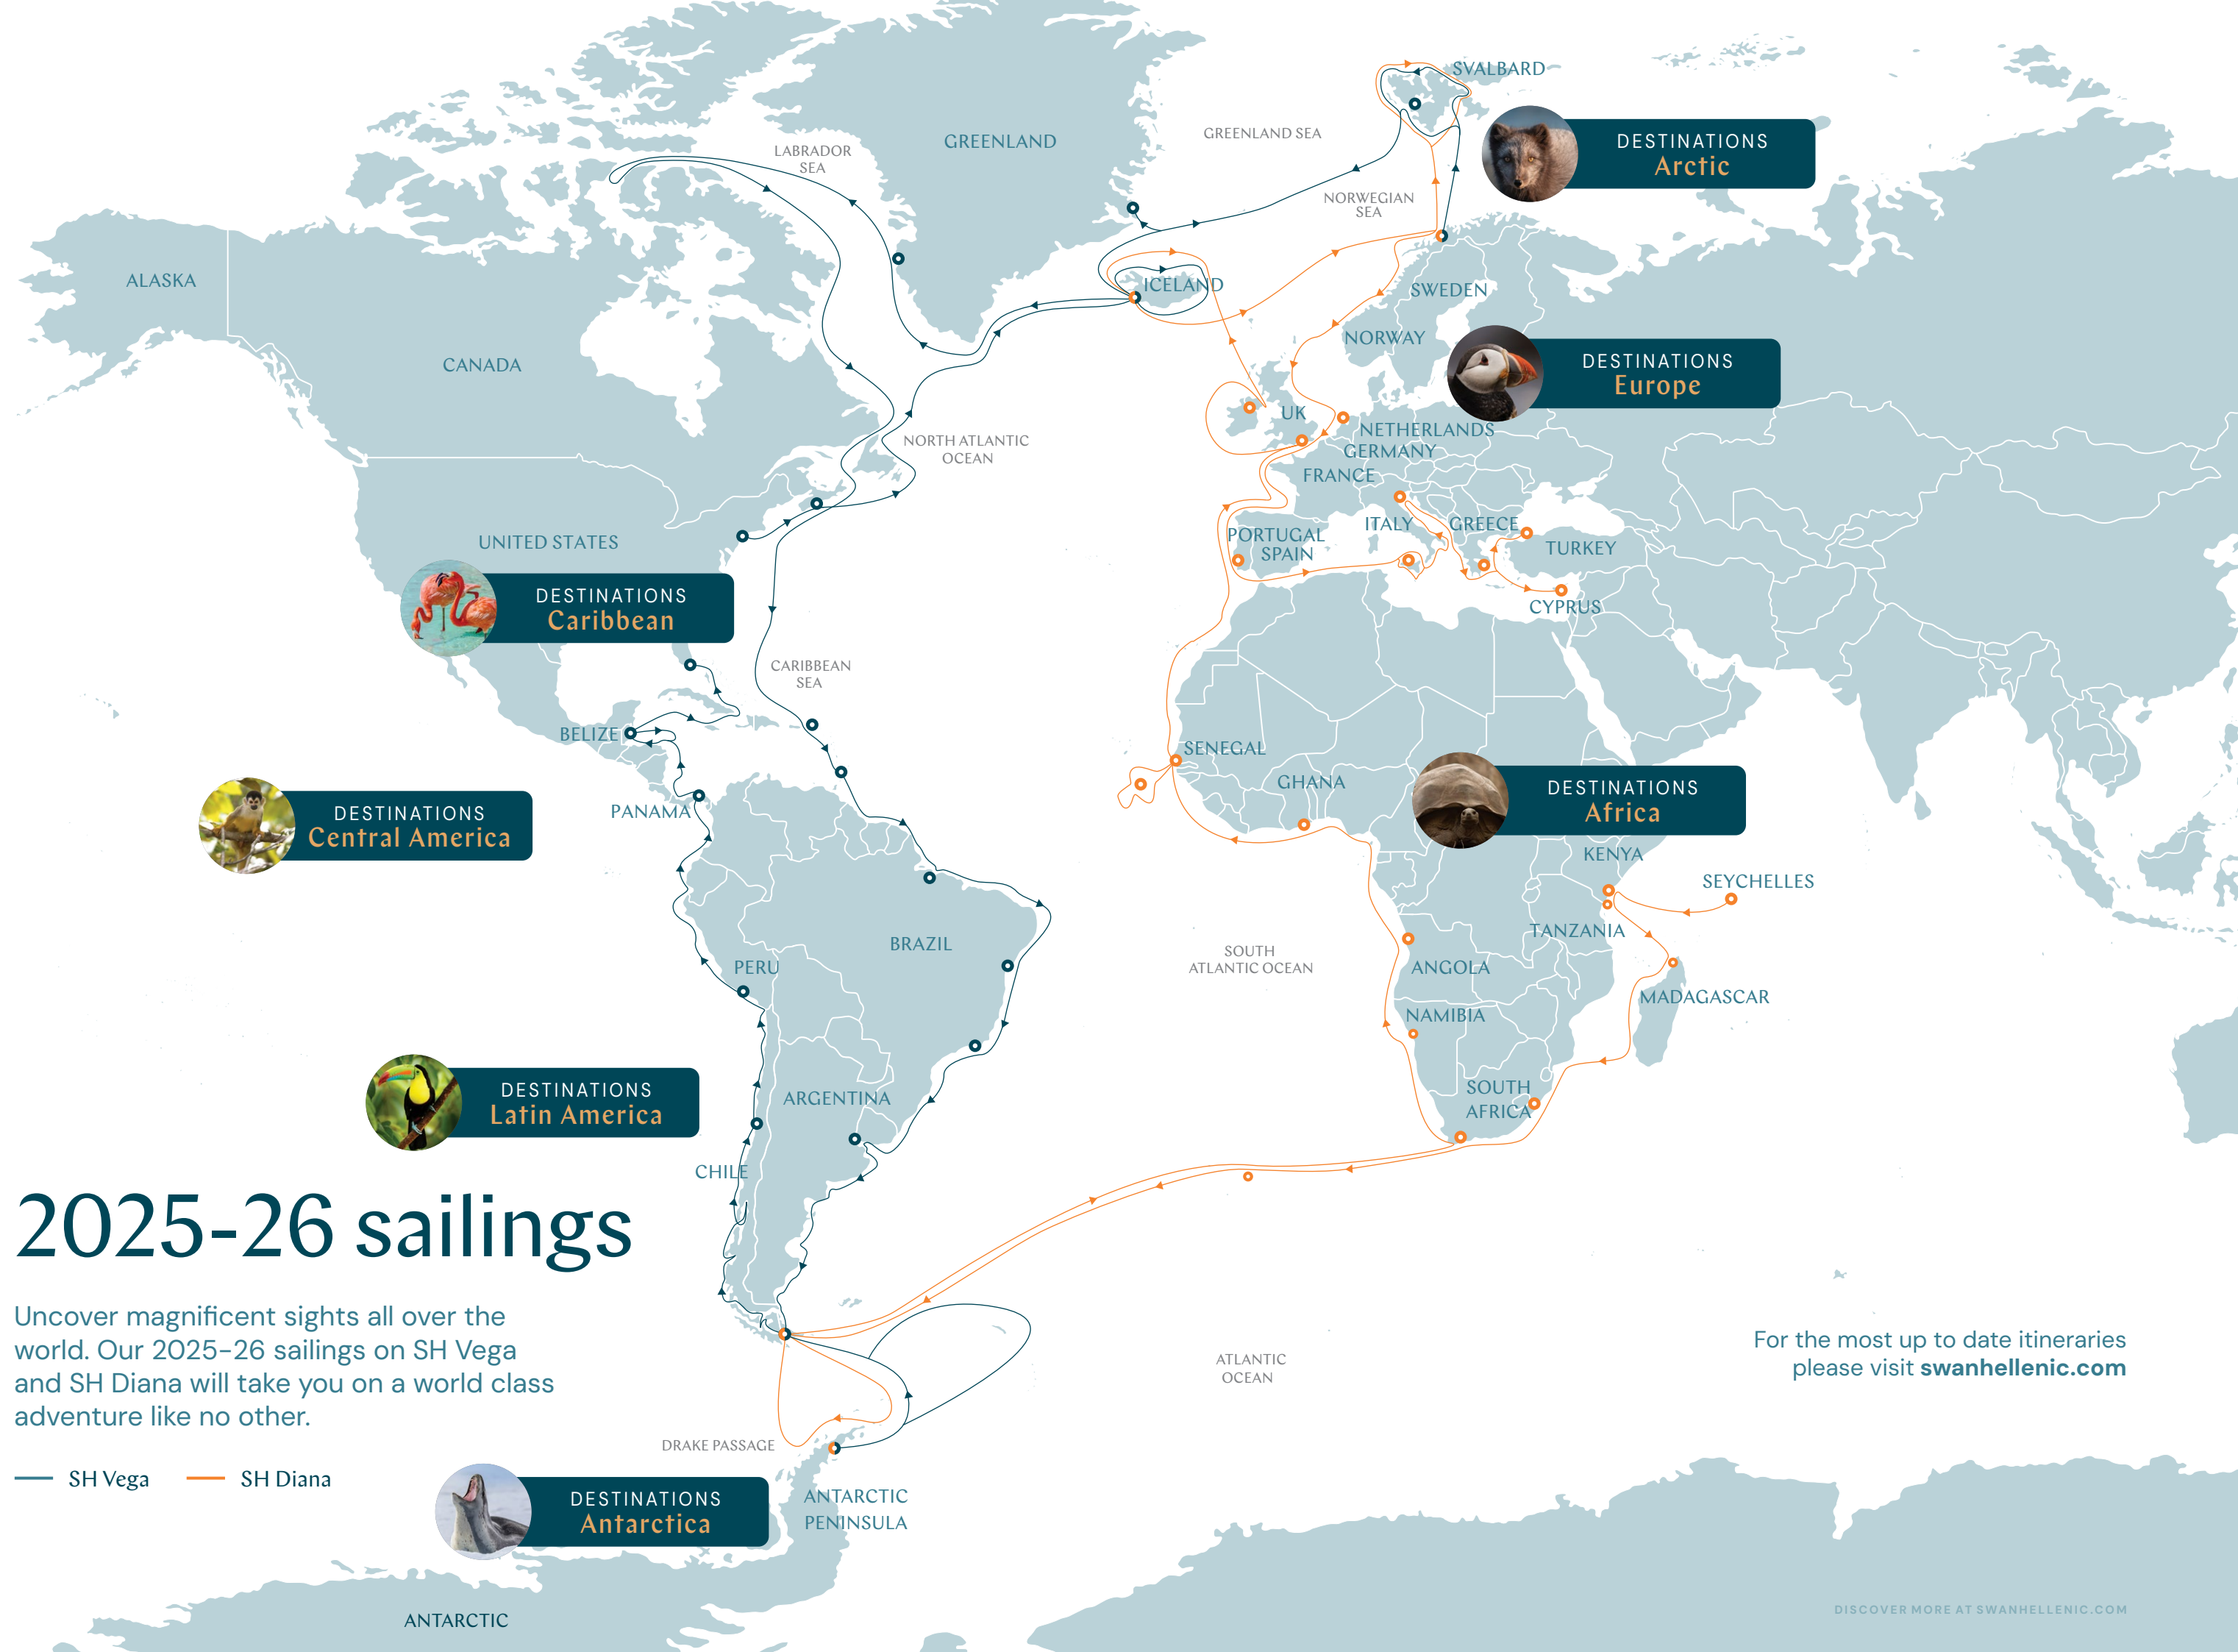 SVALBARD
GREENLAND SEA
DESTINATIONS
Arctic
GREENLAND
LABRADOR
SEA
NORWEGIAN
SEA
ALASKA
ICELAND
SWEDEN
NORWAY
CANADA
DESTINATIONS
Europe
UK
NETHERLANDS
GERMANY
FRANCE
NORTH ATLANTIC
OCEAN
ITALY
GREECE
PORTUGAL
SPAIN
TURKEY
UNITED STATES
DESTINATIONS
Caribbean
CYPRUS
CARIBBEAN
SEA
BELIZE
SENEGAL
GHANA
DESTINATIONS
Africa
PANAMA
DESTINATIONS
Central America
KENYA
SEYCHELLES
TANZANIA
BRAZIL
SOUTH
ATLANTIC OCEAN
PERU
ANGOLA
MADAGASCAR
NAMIBIA
DESTINATIONS
Latin America
ARGENTINA
SOUTH
AFRICA
CHILE
2025-26 sailings
Uncover magnificent sights all over the
world. Our 2025-26 sailings on SH Vega
and SH Diana will take you on a world class
adventure like no other.
SH Vega
SH Diana
For the most up to date itineraries
please visit swanhellenic.com
ATLANTIC
OCEAN
DRAKE PASSAGE
DESTINATIONS
Antarctica
ANTARCTIC
PENINSULA
ANTARCTIC
DISCOVER MORE AT SWANHELLENIC.COM